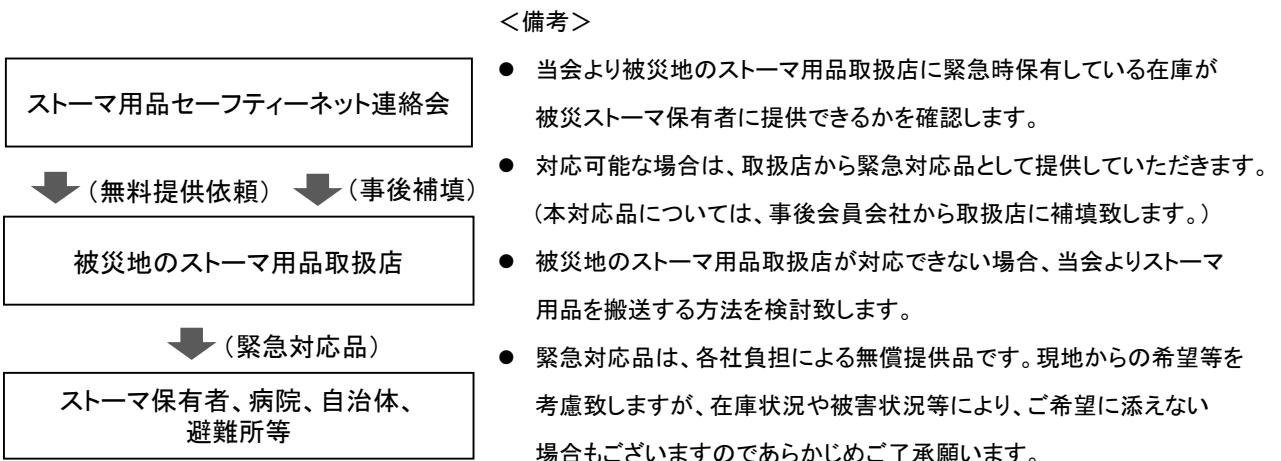 ストーマ用品セーフティーネット連絡会
(無料提供依頼)
(事後補填)
被災地のストーマ用品取扱店
(緊急対応品)
ストーマ保有者、病院、自治体、
避難所等
＜備考＞
● 当会より被災地のストーマ用品取扱店に緊急時保有している在庫が
被災ストーマ保有者に提供できるかを確認します。
● 対応可能な場合は、取扱店から緊急対応品として提供していただきます。
(本対応品については、事後会員会社から取扱店に補填致します。)
● 被災地のストーマ用品取扱店が対応できない場合、当会よりストーマ
用品を搬送する方法を検討致します。
● 緊急対応品は、各社負担による無償提供品です。現地からの希望等を
考慮致しますが、在庫状況や被害状況等により、ご希望に添えない
場合もございますのであらかじめご了承願います。